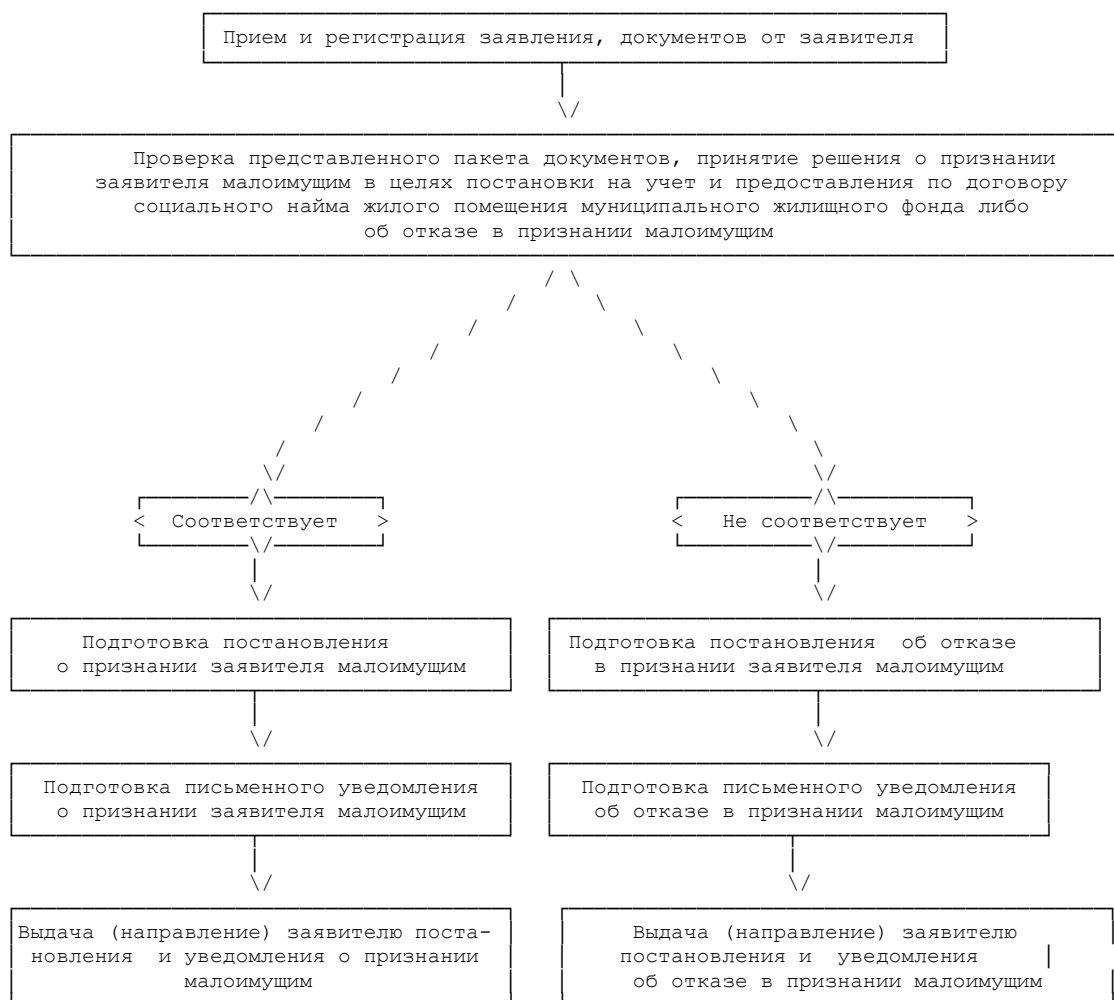 Прием и регистрация заявления, документов от заявителя
Проверка представленного пакета документов, принятие решения о признании
заявителя малоимущим в целях постановки на учет и предоставления по договору
социального найма жилого помещения муниципального жилищного фонда либо
об отказе в признании малоимущим
Соответствует
Не соответствует
Подготовка постановления
о признании заявителя малоимущим
Подготовка постановления об отказе
в признании заявителя малоимущим
Подготовка письменного уведомления
о признании заявителя малоимущим
Подготовка письменного уведомления
об отказе в признании малоимущим
Выдача (направление) заявителю поста-
новления и уведомления о признании
малоимущим
Выдача (направление) заявителю
постановления и уведомления
об отказе в признании малоимущим